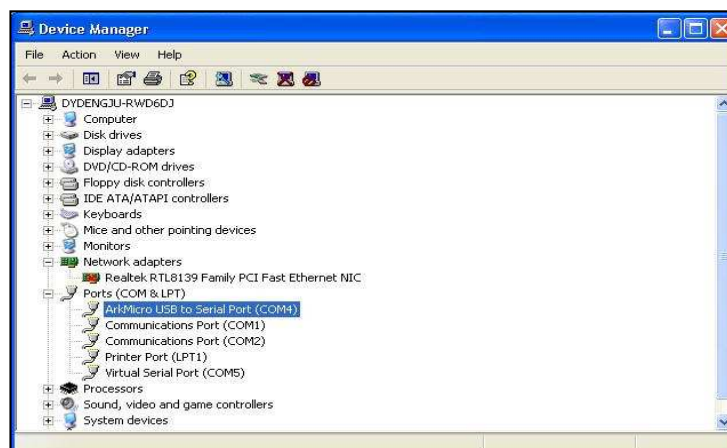 Device Manager
File Action View Help
DYDENGJU-RWD6DJ
Computer
Disk drives
Display adapters
DVD/CD-ROM drives
Floppy disk controllers
IDE ATA/ATAPI controllers
Keyboards
Mice and other pointing devices
Monitors
Network adapters
Realtek RTL8139 Family PCI Fast Ethernet NIC
Ports (COM & LPT)
ArkMicro USB to Serial Port (COM4)
Communications Port (COM1)
Communications Port (COM2)
Printer Port (LPT1)
Virtual Serial Port (COM5)
Processors
Sound, video and game controllers
System devices